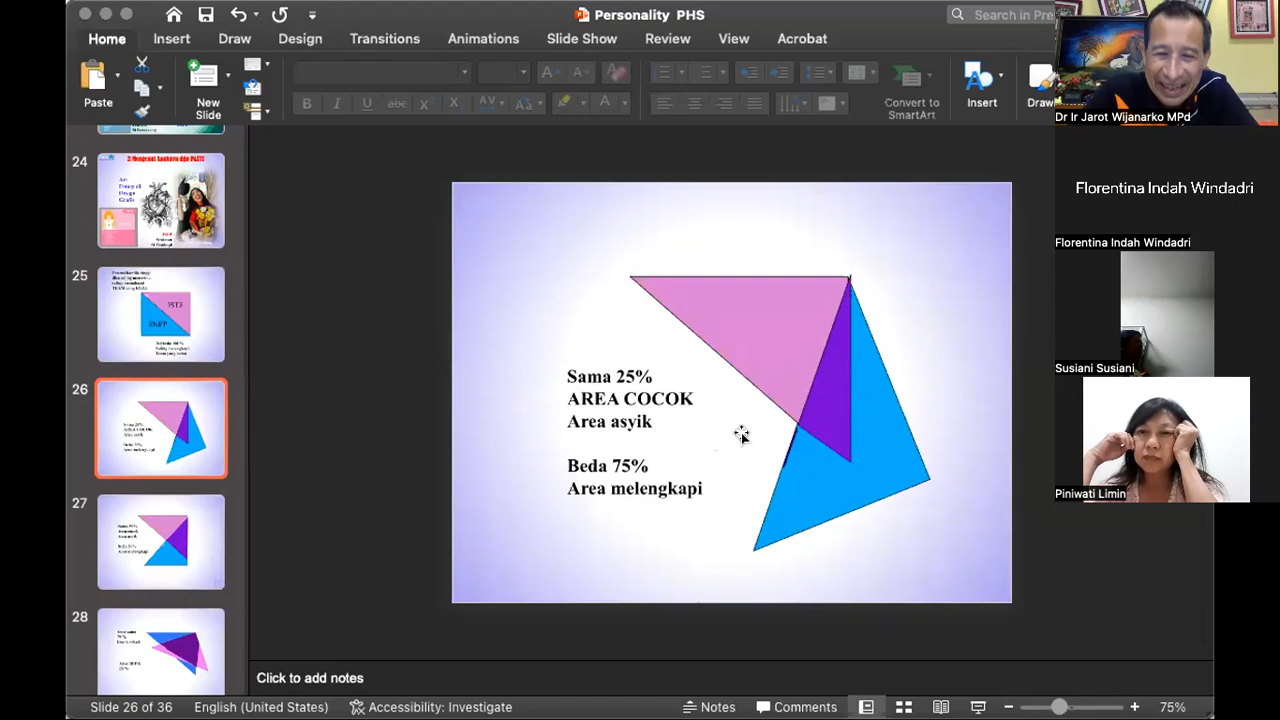 Personality PHS
Search in Pre
Home Insert Draw Design Transitions Animations Slide Show Review View Acrobat
Paste
New
Slide
Convert to
SmartArt
Insert
Draw
24
25
26
27
28
Sama 25%
AREA COCOK
Area asyik
Beda 75%
Area melengkapi
Click to add notes
Slide 26 of 36 English (United States) Accessibility: Investigate Notes Comments 75%
Dr Ir Jarot Wijanarko MPd
Florentina Indah Windadri
Florentina Indah Windadri
Susiani Susiani
Piniwati Limin